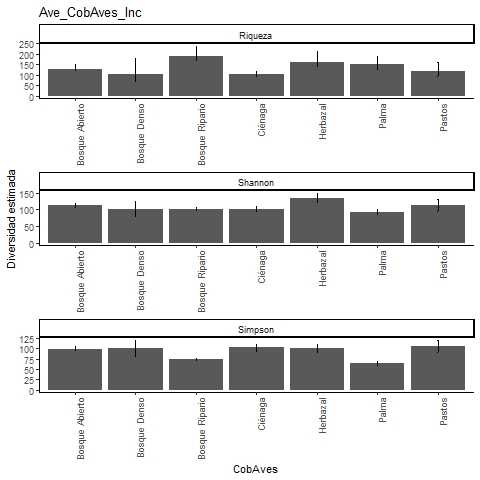 Ave_CobAves_Inc
Riqueza
250
200
150
100
50
0
Bosque Abierto
Bosque Denso
Bosque Ripario
Ciénaga
Herbazal
Palma
Pastos
Diversidad estimada
Shannon
150
100
50
0
Bosque Abierto
Bosque Denso
Bosque Ripario
Ciénaga
Herbazal
Palma
Pastos
Simpson
125
100
75
50
25
0
Bosque Abierto
Bosque Denso
Bosque Ripario
Ciénaga
Herbazal
Palma
Pastos
CobAves